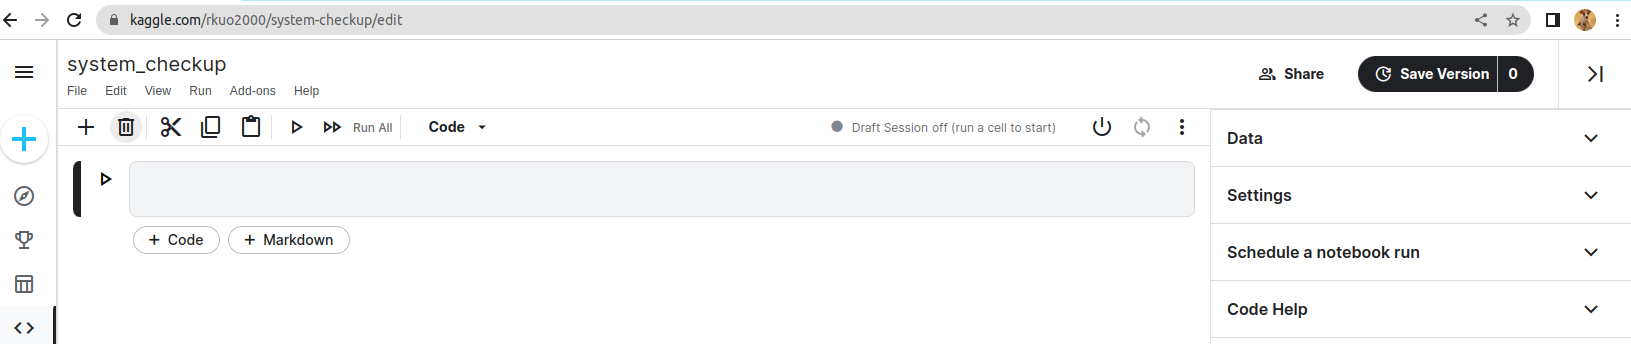 kaggle.com/rkuo2000/system-checkup/edit
system_checkup
File Edit View Run Add-ons Help
Share
Save Version 0
Run All
Code
Draft Session off (run a cell to start)
+ Code + Markdown
Data
Settings
Schedule a notebook run
Code Help